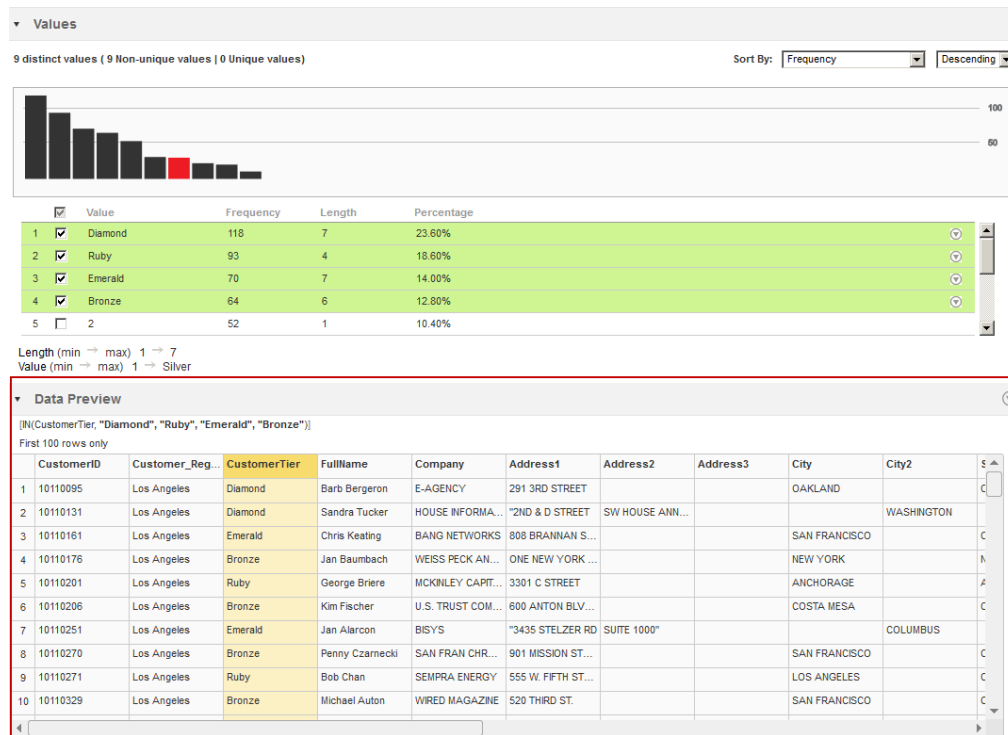 Values
9 distinct values ( 9 Non-unique values | 0 Unique values)
Sort By: Frequency Descending
100
50
Value Frequency Length Percentage
1 Diamond 118 7 23.60%
2 Ruby 93 4 18.60%
3 Emerald 70 7 14.00%
4 Bronze 64 6 12.80%
5 2 52 1 10.40%
Length (min → max) 1 → 7
Value (min → max) 1 → Silver
Data Preview
[IN(CustomerTier, "Diamond", "Ruby", "Emerald", "Bronze")]
First 100 rows only
CustomerID Customer_Reg... CustomerTier FullName Company Address1 Address2 Address3 City City2
1 10110095 Los Angeles Diamond Barb Bergeron E-AGENCY 291 3RD STREET OAKLAND
2 10110131 Los Angeles Diamond Sandra Tucker HOUSE INFORMA... "2ND & D STREET SW HOUSE ANN... WASHINGTON
3 10110161 Los Angeles Emerald Chris Keating BANG NETWORKS 808 BRANNAN S... SAN FRANCISCO
4 10110176 Los Angeles Bronze Jan Baumbach WEISS PECK AN... ONE NEW YORK ... NEW YORK
5 10110201 Los Angeles Ruby George Briere MCKINLEY CAPIT... 3301 C STREET ANCHORAGE
6 10110206 Los Angeles Bronze Kim Fischer U.S. TRUST COM... 600 ANTON BLV... COSTA MESA
7 10110251 Los Angeles Emerald Jan Alarcon BISYS "3435 STELZER RD SUITE 1000" COLUMBUS
8 10110270 Los Angeles Bronze Penny Czarnecki SAN FRAN CHR... 901 MISSION ST... SAN FRANCISCO
9 10110271 Los Angeles Ruby Bob Chan SEMPRA ENERGY 555 W. FIFTH ST... LOS ANGELES
10 10110329 Los Angeles Bronze Michael Auton WIRED MAGAZINE 520 THIRD ST. SAN FRANCISCO